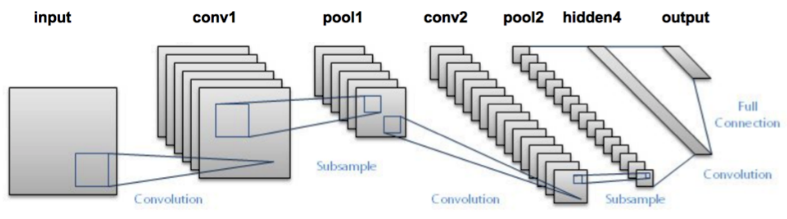 input conv1 pool1 conv2 pool2 hidden4 output
Full
Connection
Subsample
Convolution
Convolution
Convolution
Subsample